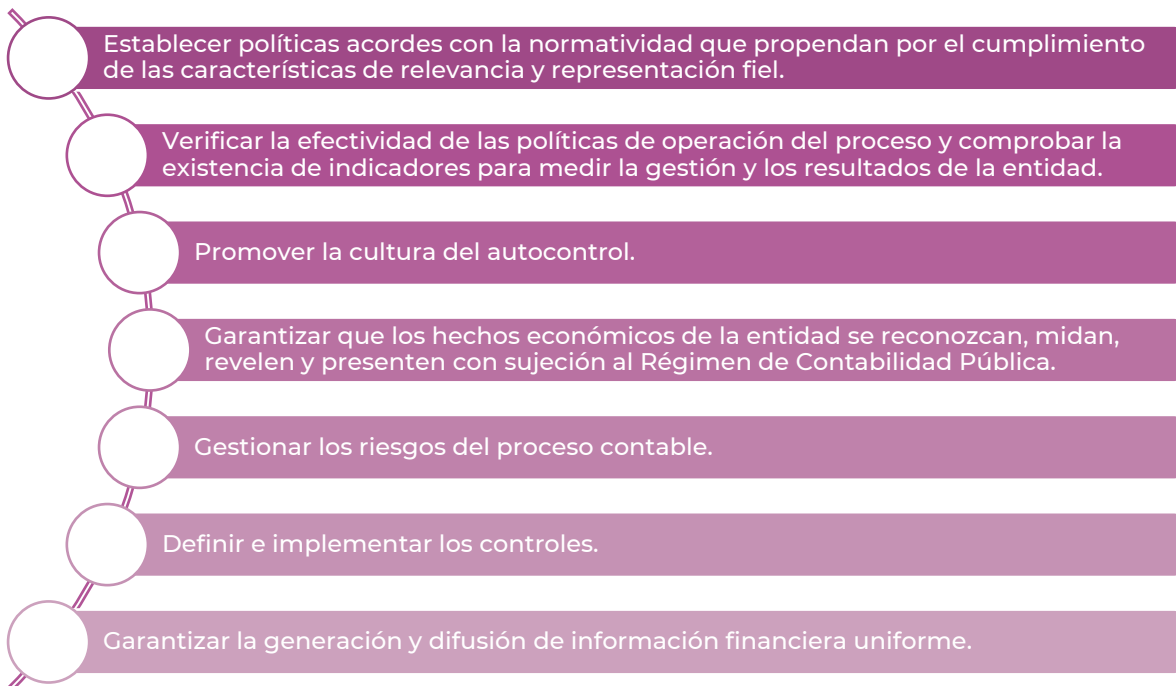 Establecer políticas acordes con la normatividad que propendan por el cumplimiento
de las características de relevancia y representación fiel.
Verificar la efectividad de las políticas de operación del proceso y comprobar la
existencia de indicadores para medir la gestión y los resultados de la entidad.
Promover la cultura del autocontrol.
Garantizar que los hechos económicos de la entidad se reconozcan, midan,
revelen y presenten con sujeción al Régimen de Contabilidad Pública.
Gestionar los riesgos del proceso contable.
Definir e implementar los controles.
Garantizar la generación y difusión de información financiera uniforme.